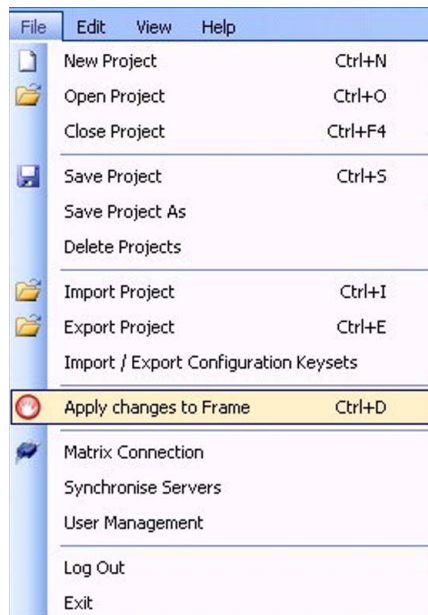 File Edit View Help
New Project Ctrl+N
Open Project Ctrl+O
Close Project Ctrl+F4
Save Project Ctrl+S
Save Project As
Delete Projects
Import Project Ctrl+I
Export Project Ctrl+E
Import / Export Configuration Keysets
Apply changes to Frame Ctrl+D
Matrix Connection
Synchronise Servers
User Management
Log Out
Exit